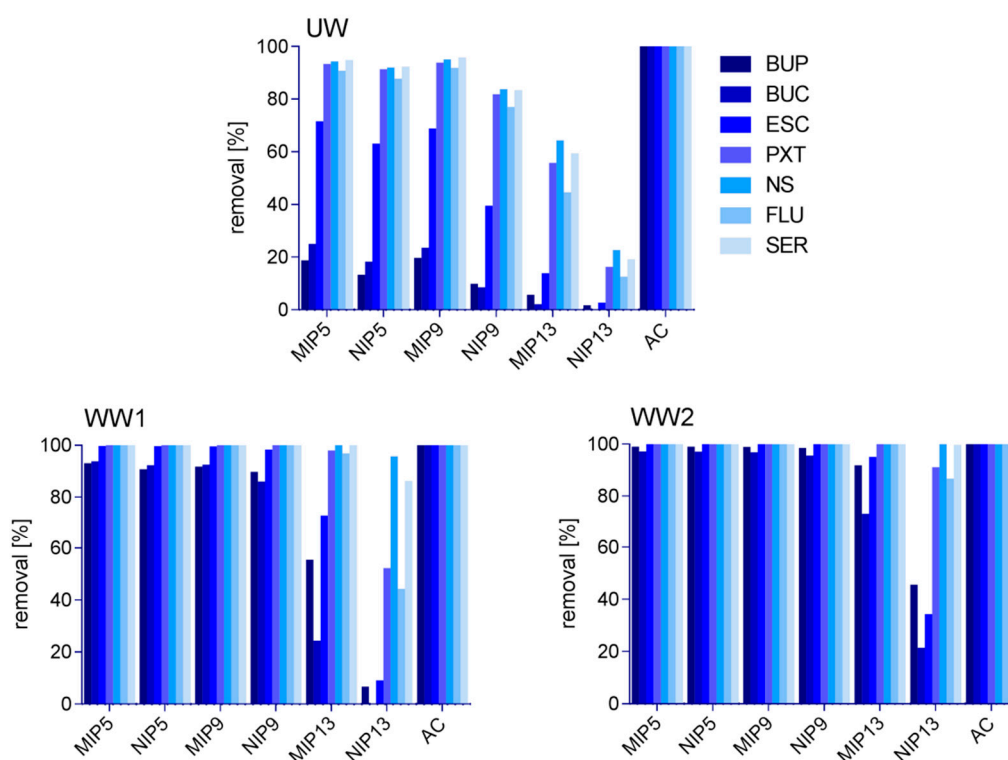 UW
removal [%]
100
80
60
40
20
0
MIP5
NIP5
MIP9
NIP9
MIP13
NIP13
AC
BUP
BUC
ESC
PXT
NS
FLU
SER
WW1
removal [%]
100
80
60
40
20
0
MIP5
NIP5
MIP9
NIP9
MIP13
NIP13
AC
WW2
removal [%]
100
80
60
40
20
0
MIP5
NIP5
MIP9
NIP9
MIP13
NIP13
AC